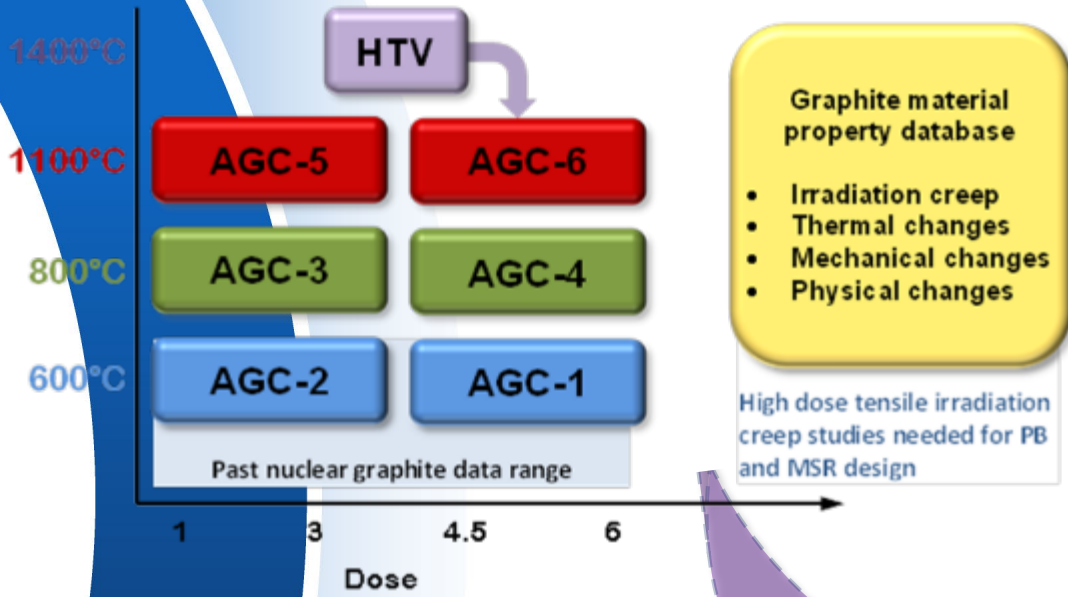 1400°C
HTV
1100°C
AGC-5
AGC-6
800°C
AGC-3
AGC-4
600°C
AGC-2
AGC-1
Past nuclear graphite data range
1 3 4.5 6
Dose
Graphite material
property database
• Irradiation creep
• Thermal changes
• Mechanical changes
• Physical changes
High dose tensile irradiation
creep studies needed for PB
and MSR design